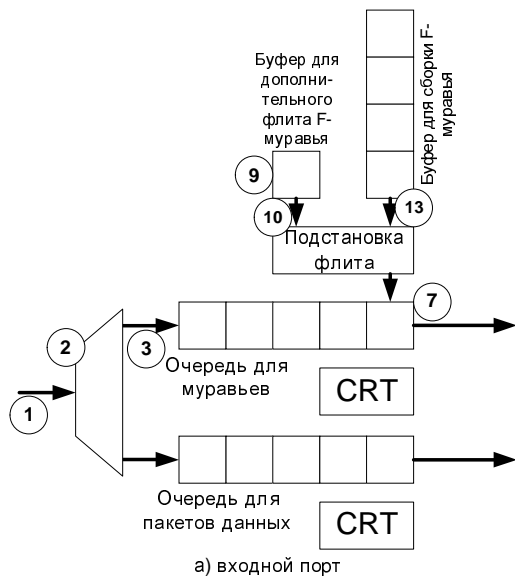 Буфер для
дополни-
тельного
флита F-
муравья
Буфер для сборки F-
муравья
9
10
13
Подстановка
флита
7
2
3
1
Очередь для
муравьев
CRT
Очередь для
пакетов данных
CRT
а) входной порт